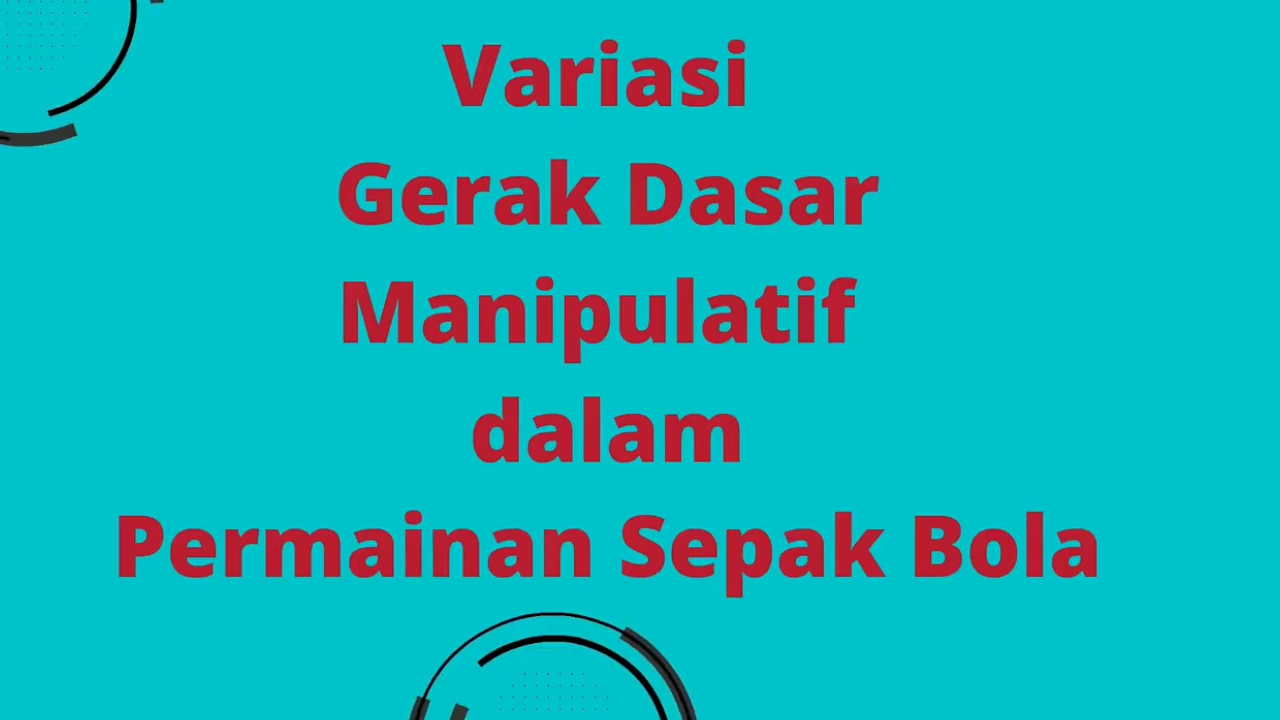 Variasi
Gerak Dasar
Manipulatif
dalam
Permainan Sepak Bola